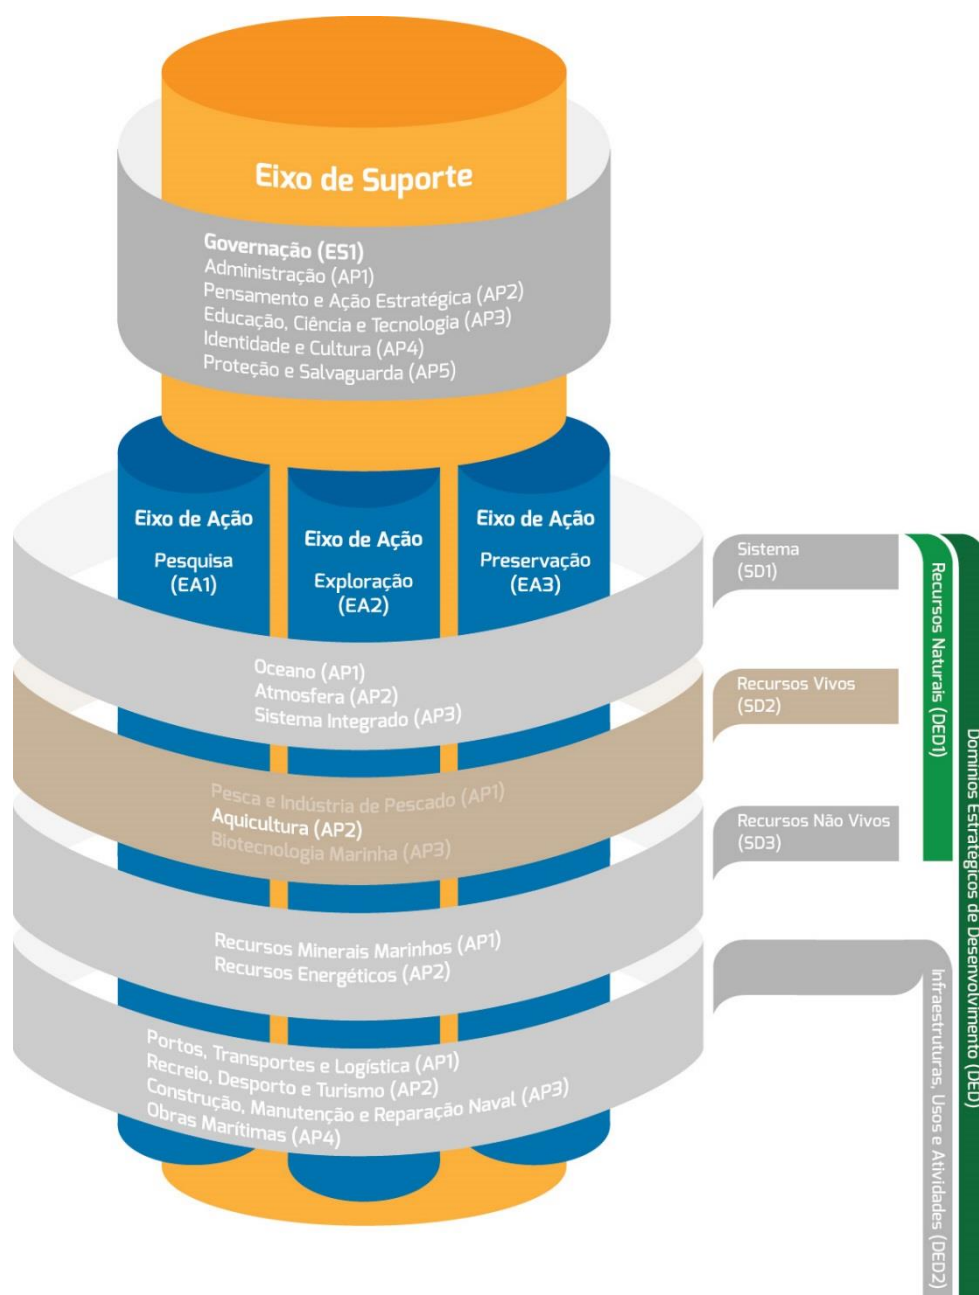 Eixo de Suporte
Governação (ES1)
Administração (AP1)
Pensamento e Ação Estratégica (AP2)
Educação, Ciência e Tecnologia (AP3)
Identidade e Cultura (AP4)
Proteção e Salvaguarda (AP5)
Eixo de Ação
Pesquisa
(EA1)
Eixo de Ação
Exploração
(EA2)
Eixo de Ação
Preservação
(EA3)
Oceano (AP1)
Atmosfera (AP2)
Sistema Integrado (AP3)
Sistema
(SD1)
Pesca e Indústria de Pescado (AP1)
Aquicultura (AP2)
Biotecnologia Marinha (AP3)
Recursos Vivos
(SD2)
Recursos Minerais Marinhos (AP1)
Recursos Energéticos (AP2)
Recursos Não Vivos
(SD3)
Portos, Transportes e Logística (AP1)
Recreio, Desporto e Turismo (AP2)
Construção, Manutenção e Reparação Naval (AP3)
Obras Marítimas (AP4)
Recursos Naturais (DED1)
Infraestruturas, Usos e Atividades (DED2)
Domínios Estratégicos de Desenvolvimento (DED)